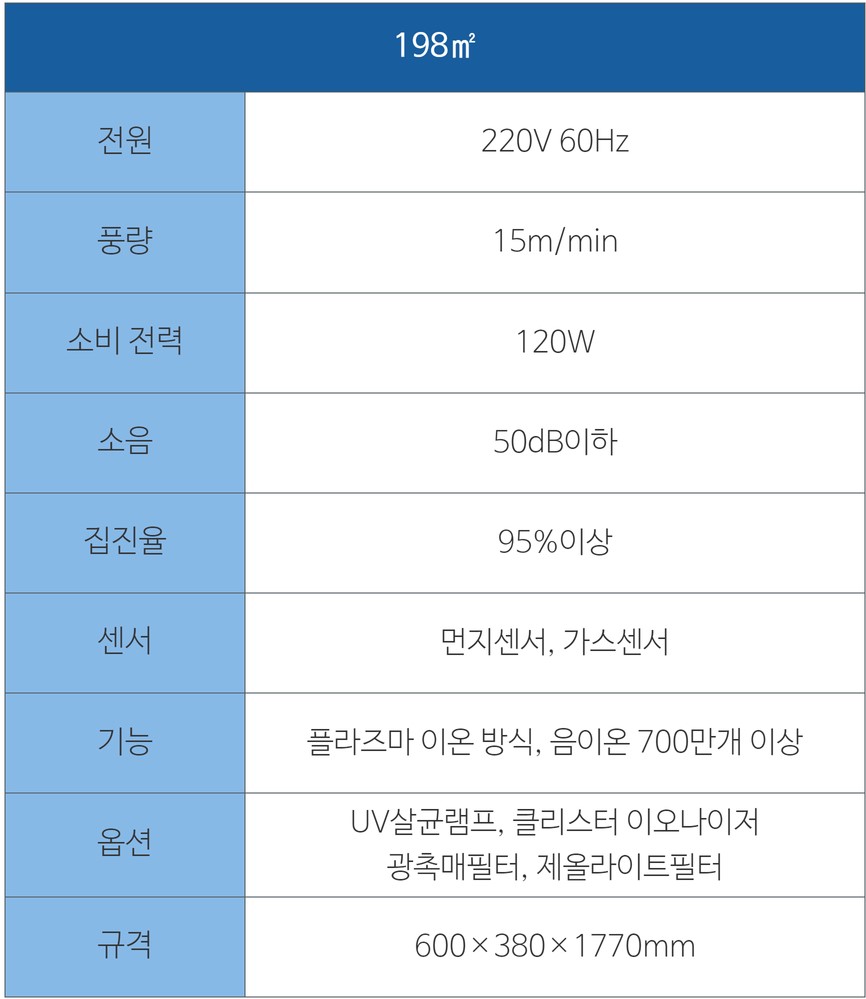 198㎡
전원 220V 60Hz
풍량 15m/min
소비 전력 120W
소음 50dB이하
집진율 95%이상
센서 먼지센서, 가스센서
기능 플라즈마 이온 방식, 음이온 700만개 이상
옵션 UV살균램프, 클리스터 이오나이저
광촉매필터, 제올라이트필터
규격 600×380×1770mm